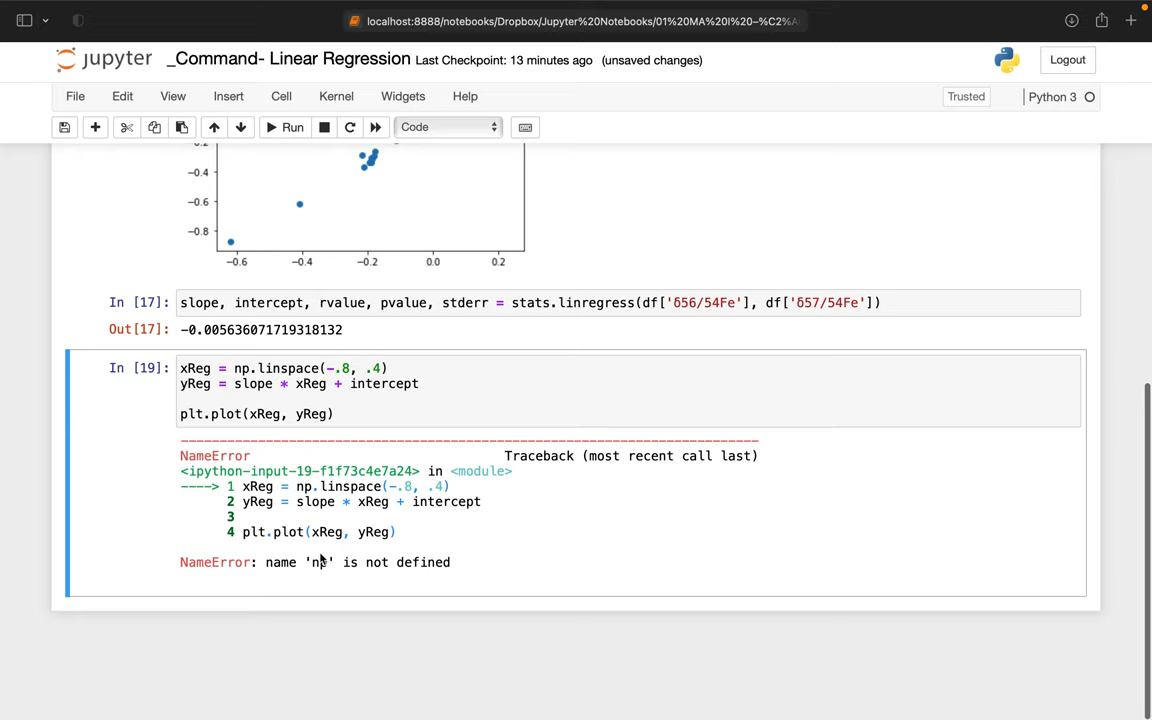 localhost:8888/notebooks/Dropbox/Jupyter%20Notebooks/01%20MA%20I%20–%C2%A
jupyter _Command- Linear Regression Last Checkpoint: 13 minutes ago (unsaved changes) Logout
File Edit View Insert Cell Kernel Widgets Help Trusted Python 3
Run Code
-0.2
−0.4
−0.6
−0.8
−0.6 −0.4 −0.2 0.0 0.2
In [17]: slope, intercept, rvalue, pvalue, stderr = stats.linregress(df['δ56/54Fe'], df['δ57/54Fe'])
Out[17]: -0.005636071719318132
In [19]: xReg = np.linspace(-.8, .4)
yReg = slope * xReg + intercept
plt.plot(xReg, yReg)
---------------------------------------------------------------------------
NameError Traceback (most recent call last)
<ipython-input-19-f1f73c4e7a24> in <module>
----> 1 xReg = np.linspace(-.8, .4)
2 yReg = slope * xReg + intercept
3
4 plt.plot(xReg, yReg)
NameError: name 'np' is not defined